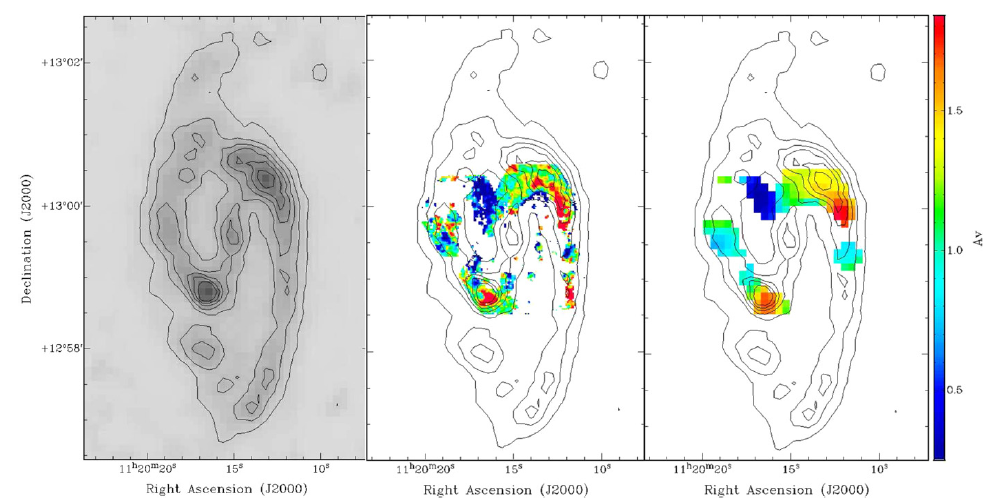 +13°02'
+13°00'
+12°58'
Declination (J2000)
1.5
1.0
0.5
Av
11ʰ20ᵐ20ˢ 15ˢ 10ˢ 11ʰ20ᵐ20ˢ 15ˢ 10ˢ 11ʰ20ᵐ20ˢ 15ˢ 10ˢ
Right Ascension (J2000) Right Ascension (J2000) Right Ascension (J2000)